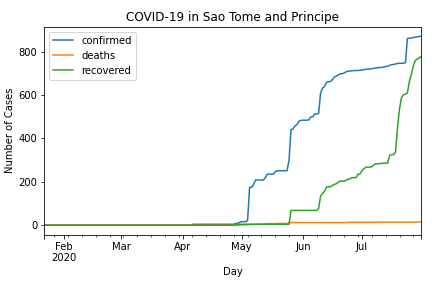 COVID-19 in Sao Tome and Principe
confirmed
deaths
recovered
Number of Cases
800
600
400
200
0
Feb Mar Apr May Jun Jul
2020
Day